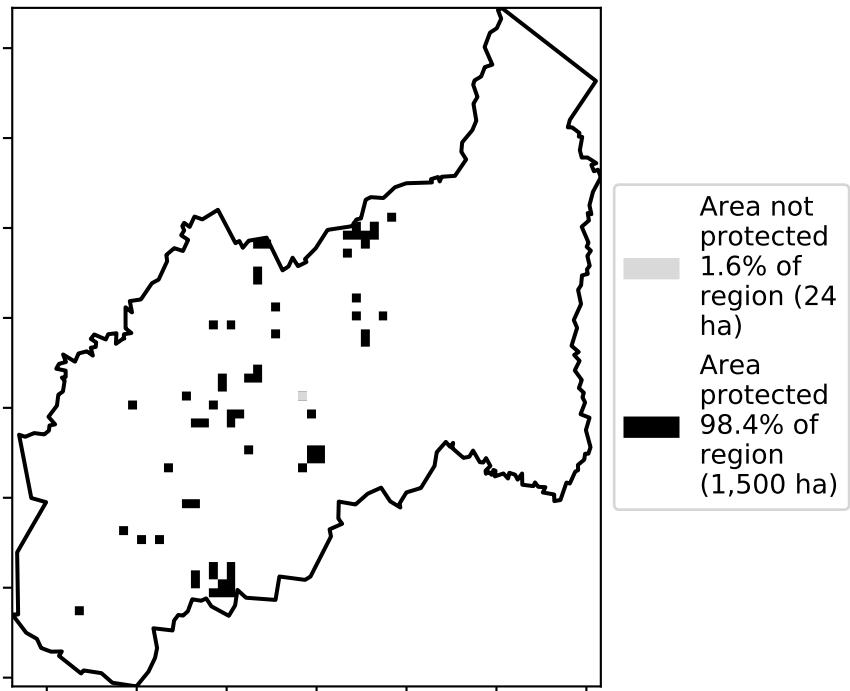 Area not
protected
1.6% of
region (24
ha)
Area
protected
98.4% of
region
(1,500 ha)